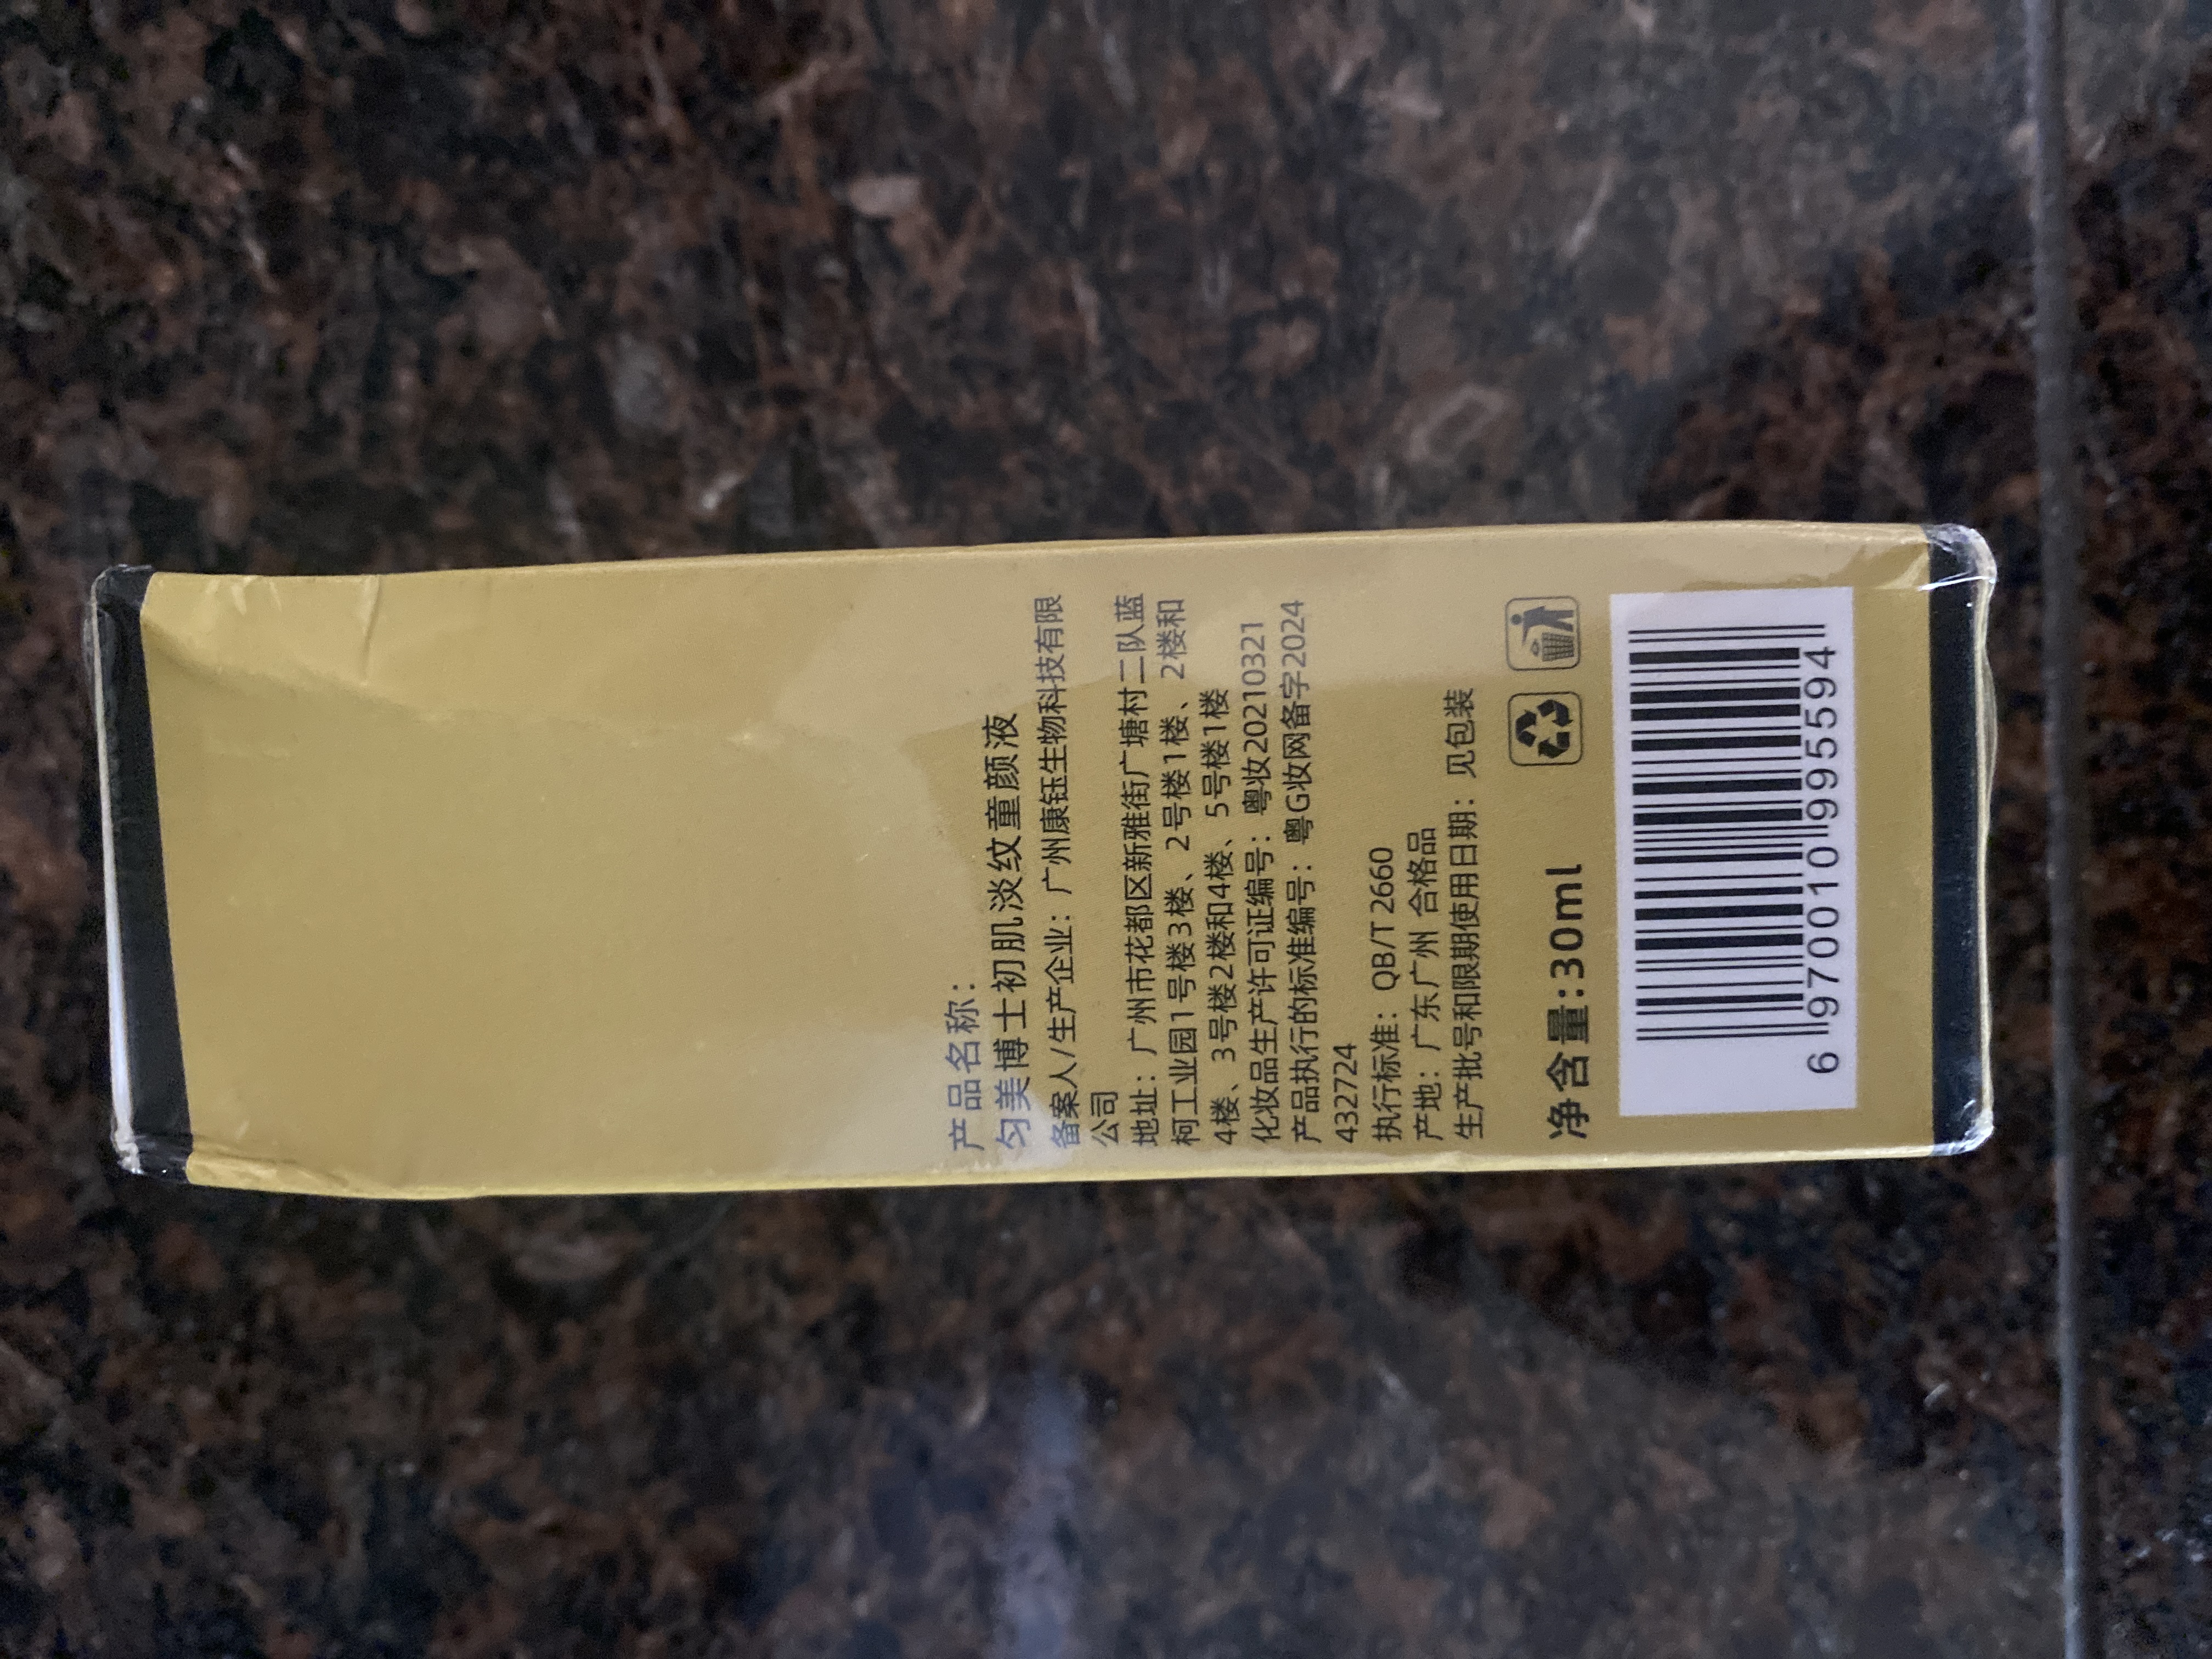 产品名称：
匀美博士初肌淡纹童颜液
备案人/生产企业：广州康钰生物科技有限
公司
地址：广州市花都区新雅街广塘村二队蓝
柯工业园1号楼3楼、2号楼1楼、2楼和
4楼、3号楼2楼和4楼、5号楼1楼
化妆品生产许可证编号：粤妆20210321
产品执行的标准编号：粤G妆网备字2024
432724
执行标准：QB/T 2660
产地：广东广州 合格品
生产批号和限期使用日期：见包装
净含量:30ml
6 970010 995594